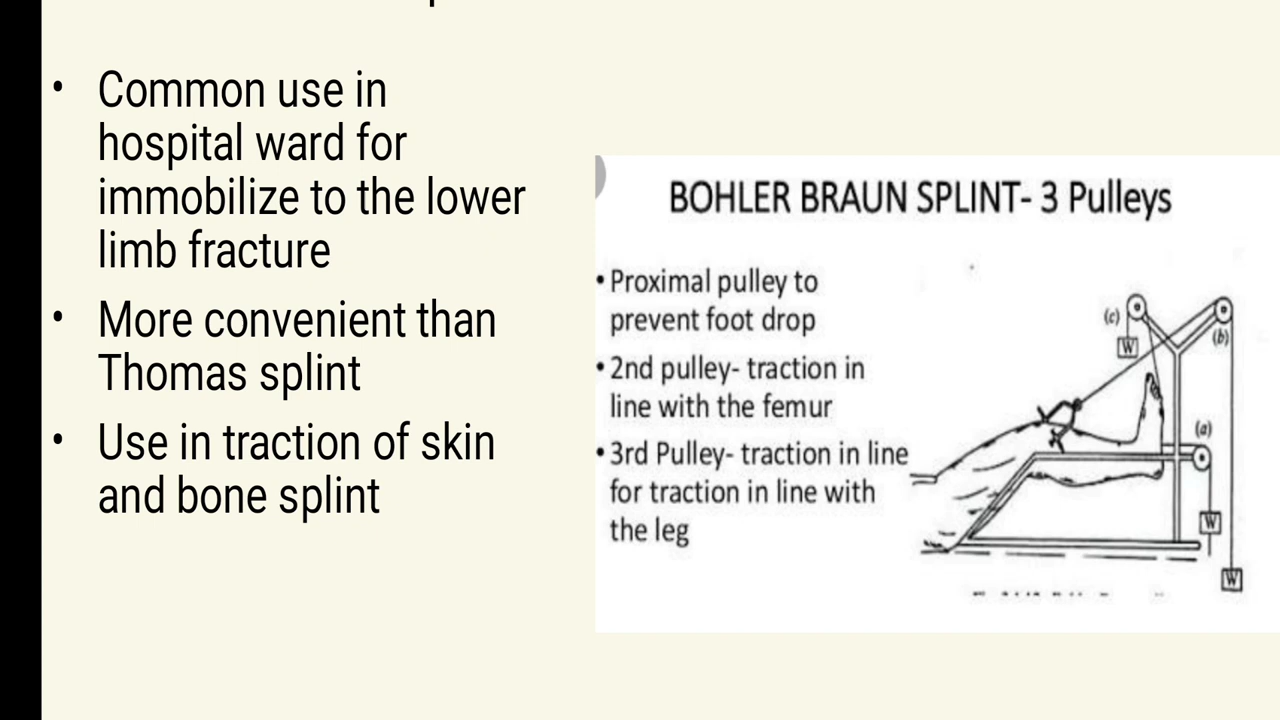 • Common use in
hospital ward for
immobilize to the lower
limb fracture
• More convenient than
Thomas splint
• Use in traction of skin
and bone splint
BOHLER BRAUN SPLINT- 3 Pulleys
• Proximal pulley to
prevent foot drop
• 2nd pulley- traction in
line with the femur
• 3rd Pulley- traction in line
for traction in line with
the leg
(c)
W
(b)
(a)
W
W